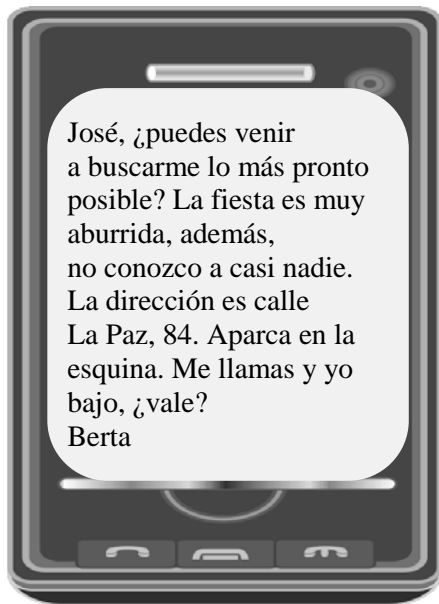 José, ¿puedes venir
a buscarme lo más pronto
posible? La fiesta es muy
aburrida, además,
no conozco a casi nadie.
La dirección es calle
La Paz, 84. Aparca en la
esquina. Me llamas y yo
bajo, ¿vale?
Berta